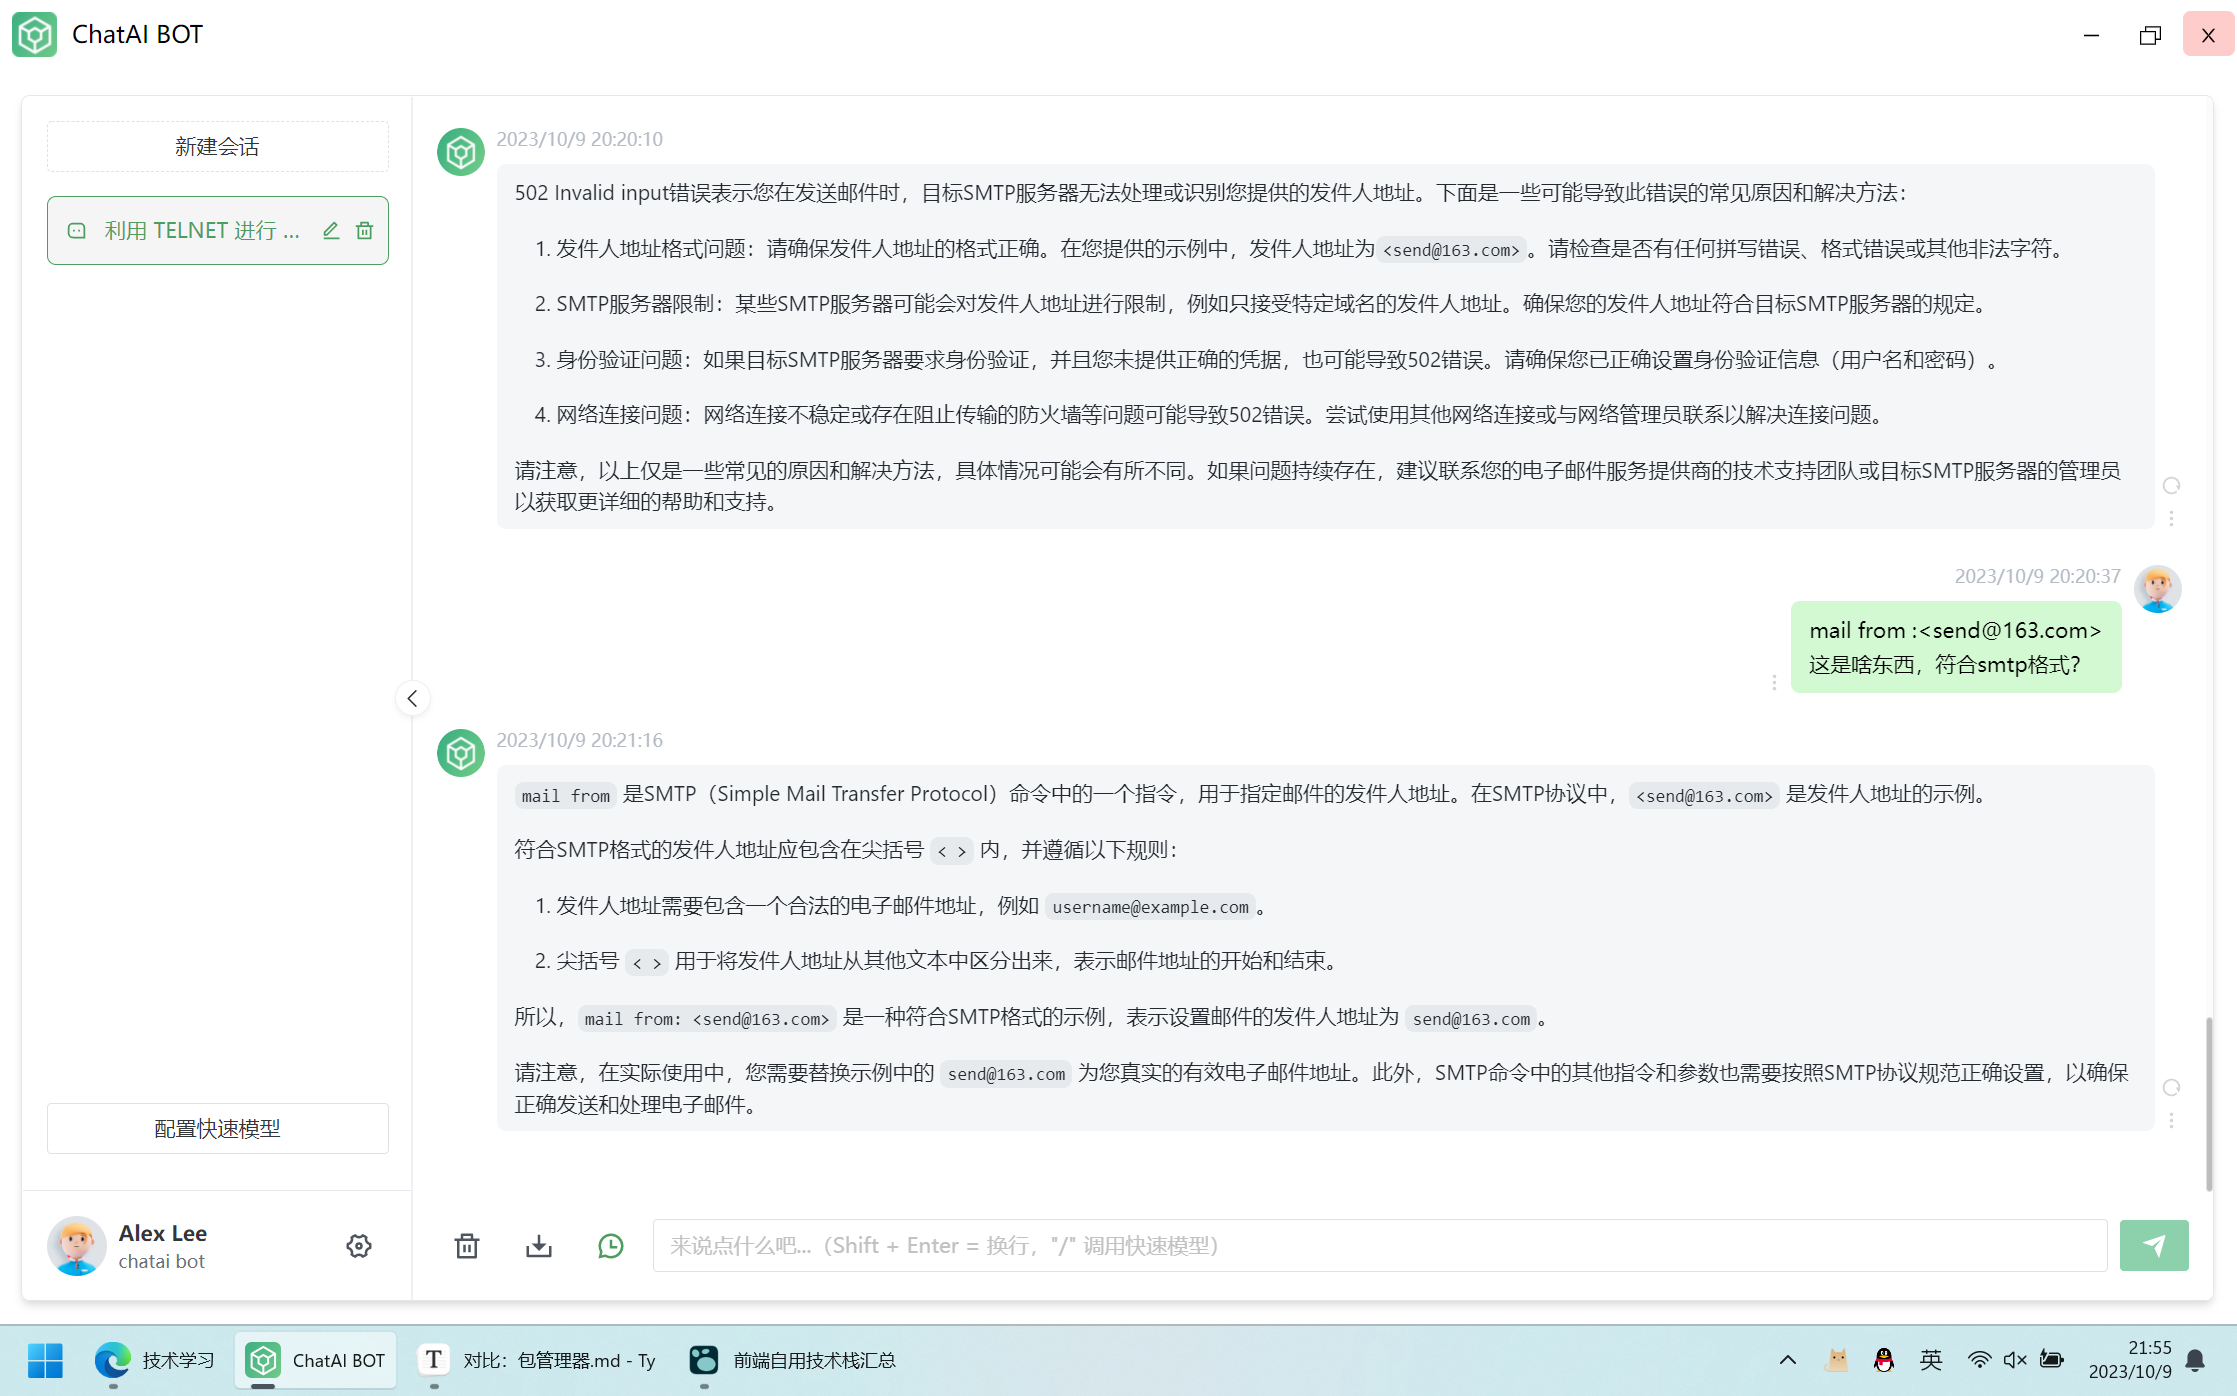 ChatAI BOT
新建会话
利用 TELNET 进行 ...
2023/10/9 20:20:10
502 Invalid input错误表示您在发送邮件时，目标SMTP服务器无法处理或识别您提供的发件人地址。下面是一些可能导致此错误的常见原因和解决方法：
1. 发件人地址格式问题：请确保发件人地址的格式正确。在您提供的示例中，发件人地址为 <send@163.com> 。请检查是否有任何拼写错误、格式错误或其他非法字符。
2. SMTP服务器限制：某些SMTP服务器可能会对发件人地址进行限制，例如只接受特定域名的发件人地址。确保您的发件人地址符合目标SMTP服务器的规定。
3. 身份验证问题：如果目标SMTP服务器要求身份验证，并且您未提供正确的凭据，也可能导致502错误。请确保您已正确设置身份验证信息（用户名和密码）。
4. 网络连接问题：网络连接不稳定或存在阻止传输的防火墙等问题可能导致502错误。尝试使用其他网络连接或与网络管理员联系以解决连接问题。
请注意，以上仅是一些常见的原因和解决方法，具体情况可能会有所不同。如果问题持续存在，建议联系您的电子邮件服务提供商的技术支持团队或目标SMTP服务器的管理员
以获取更详细的帮助和支持。
2023/10/9 20:20:37
mail from :<send@163.com>
这是啥东西，符合smtp格式？
2023/10/9 20:21:16
mail from 是SMTP（Simple Mail Transfer Protocol）命令中的一个指令，用于指定邮件的发件人地址。在SMTP协议中， <send@163.com> 是发件人地址的示例。
符合SMTP格式的发件人地址应包含在尖括号 < > 内，并遵循以下规则：
1. 发件人地址需要包含一个合法的电子邮件地址，例如 username@example.com 。
2. 尖括号 < > 用于将发件人地址从其他文本中区分出来，表示邮件地址的开始和结束。
所以， mail from: <send@163.com> 是一种符合SMTP格式的示例，表示设置邮件的发件人地址为 send@163.com 。
请注意，在实际使用中，您需要替换示例中的 send@163.com 为您真实的有效电子邮件地址。此外，SMTP命令中的其他指令和参数也需要按照SMTP协议规范正确设置，以确保
正确发送和处理电子邮件。
配置快速模型
Alex Lee
chatai bot
来说点什么吧...（Shift + Enter = 换行，"/" 调用快速模型）
技术学习
ChatAI BOT
T
对比：包管理器.md - Ty
前端自用技术栈汇总
英
21:55
2023/10/9